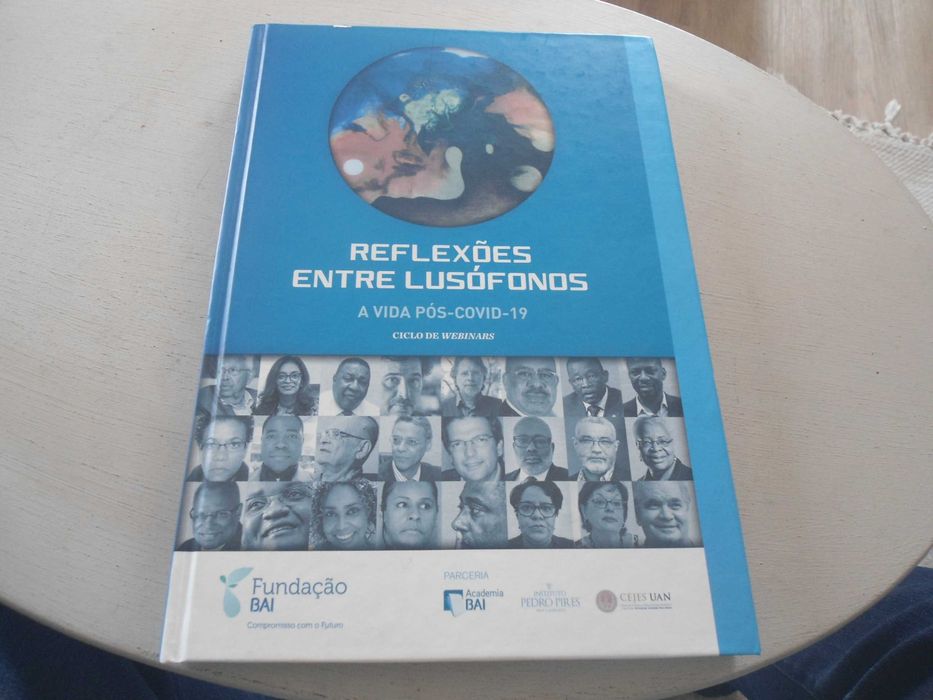 REFLEXÕES
ENTRE LUSÓFONOS
A VIDA PÓS-COVID-19
CICLO DE WEBINARS
Fundação
BAI
Compromisso com o Futuro
PARCERIA
Academia
BAI
INSTITUTO
PEDRO PIRES
CEJES UAN